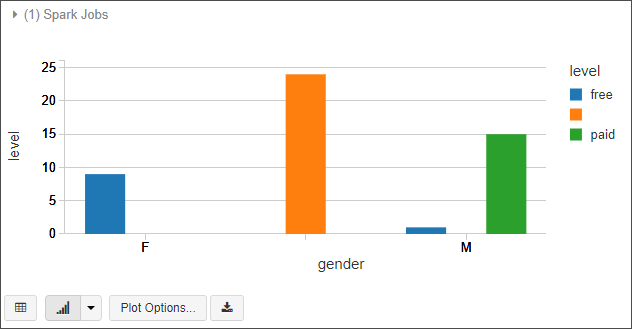 (1) Spark Jobs
25
20
15
10
5
0
level
F
M
gender
level
free
paid
Plot Options...